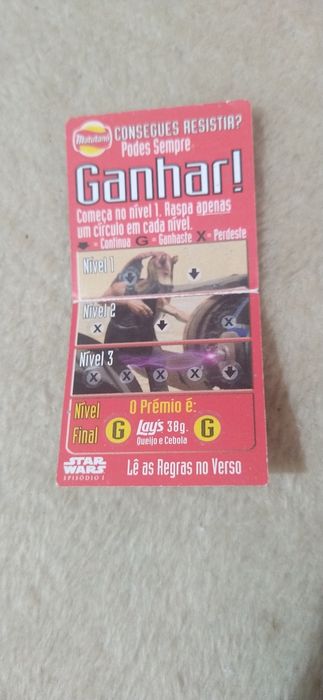 Matutano
CONSEGUES RESISTIR?
Podes Sempre
Ganhar!
Começa no nível 1. Raspa apenas
um círculo em cada nível.
= Continua G = Ganhaste X = Perdeste
Nível 1
Nível 2
X X
Nível 3
X X X X
Nível Final
G
O Prémio é:
Lay's 38g.
Queijo e Cebola
G
STAR WARS
EPISÓDIO I
Lê as Regras no Verso